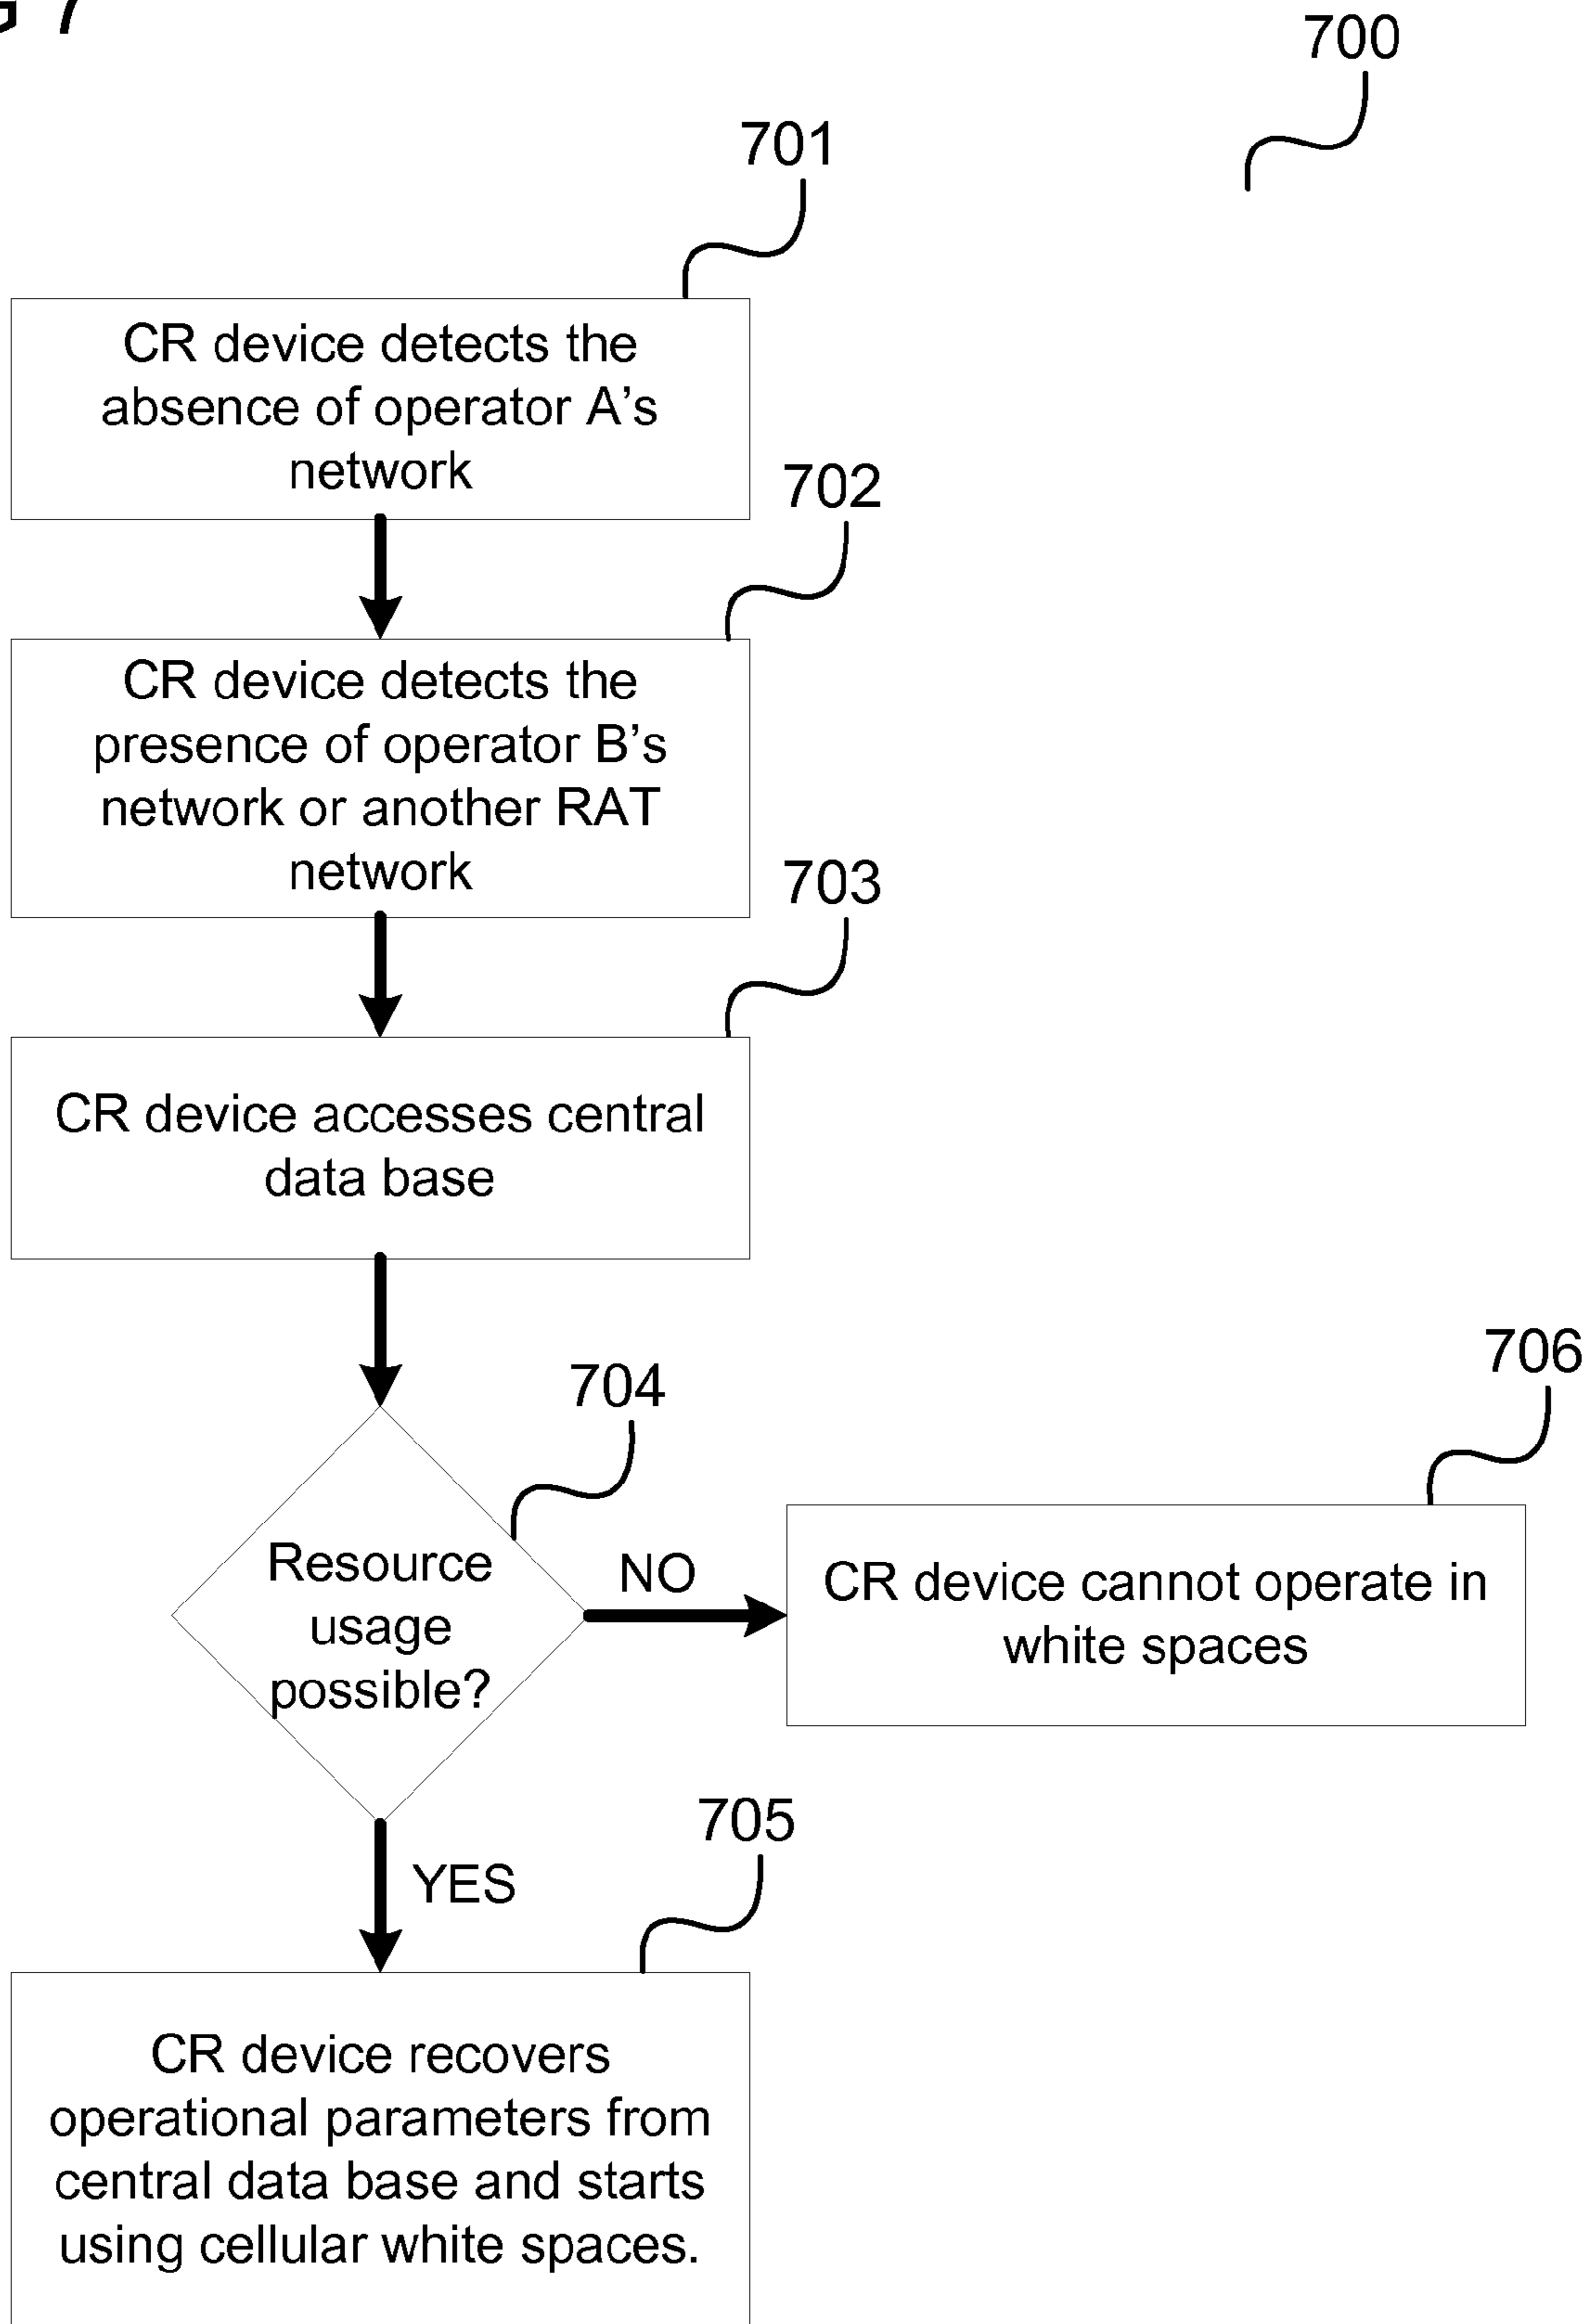 7
700
701
CR device detects the
absence of operator A's
network
702
CR device detects the
presence of operator B's
network or another RAT
network
703
CR device accesses central
data base
704
Resource
usage
possible?
NO
706
CR device cannot operate in
white spaces
YES
705
CR device recovers
operational parameters from
central data base and starts
using cellular white spaces.